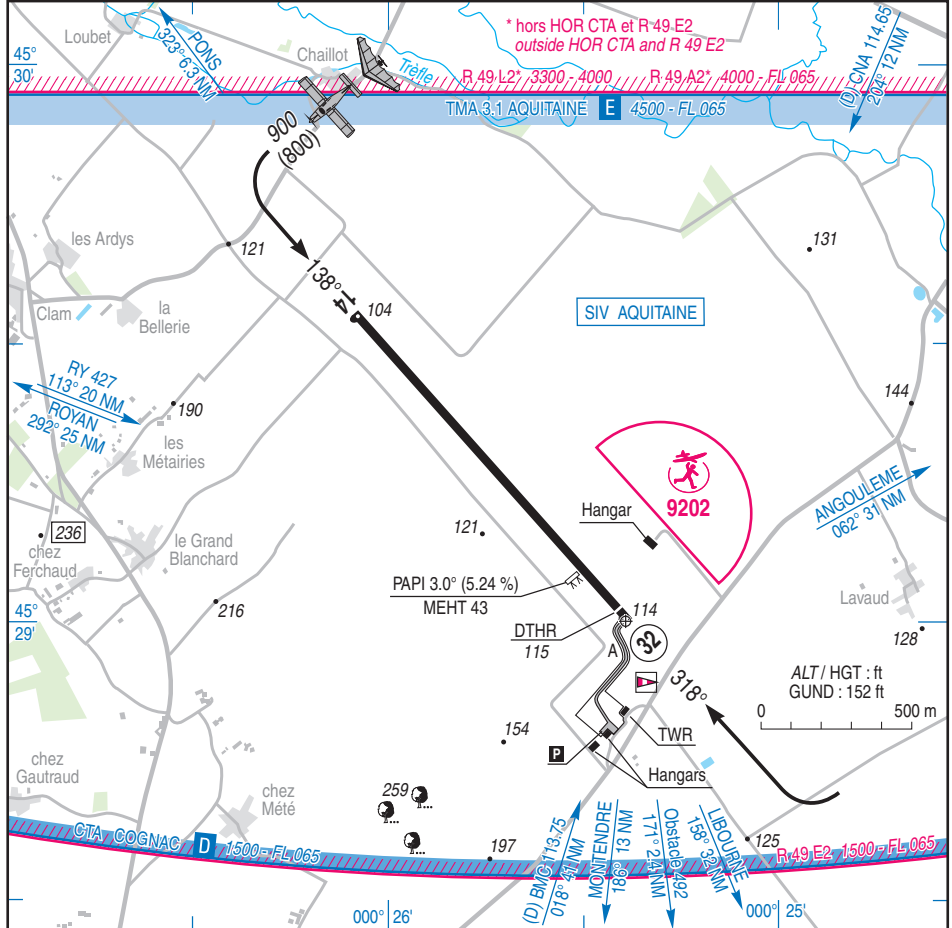 Loubet
PONS
323° 6.3 NM
Chaillot
Trèfle
* hors HOR CTA et R 49 E2
outside HOR CTA and R 49 E2
(D) CNA 114.65
204° 12 NM
45°
30'
R 49 L2* 3300 - 4000
R 49 A2* 4000 - FL 065
TMA 3.1 AQUITAINE E 4500 - FL 065
900
(800)
les Ardys
121
131
138°
14
104
Clam
la
Bellerie
SIV AQUITAINE
RY 427
113° 20 NM
ROYAN
292° 25 NM
190
144
les
Métairies
9202
ANGOULEME
062° 31 NM
Hangar
121
236
chez
Ferchaud
le Grand
Blanchard
PAPI 3.0° (5.24 %)
MEHT 43
Lavaud
216
45°
29'
114
DTHR
115
A
32
128
318°
ALT / HGT : ft
GUND : 152 ft
0
500 m
154
TWR
P
Hangars
chez
Gautraud
chez
Mété
259
197
125
CTA COGNAC D 1500 - FL 065
R 49 E2 1500 - FL 065
(D) BMC 113.75
018° 41 NM
MONTENDRE
186° 13 NM
Obstacle 492
171° 24 NM
LIBOURNE
158° 32 NM
000° 26'
000° 25'